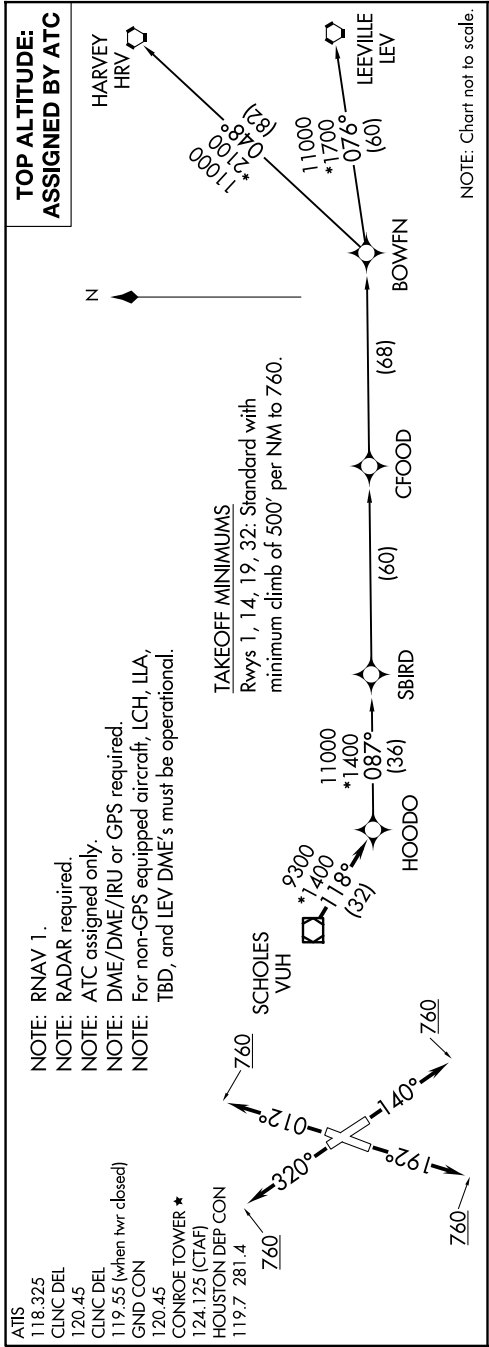 TOP ALTITUDE:
ASSIGNED BY ATC
ATIS
118.325
CLNC DEL
120.45
CLNC DEL
119.55 (when twr closed)
GND CON
120.45
CONROE TOWER ★
124.125 (CTAF)
HOUSTON DEP CON
119.7 281.4
NOTE: RNAV 1.
NOTE: RADAR required.
NOTE: ATC assigned only.
NOTE: DME/DME/IRU or GPS required.
NOTE: For non-GPS equipped aircraft, LCH, LLA,
TBD, and LEV DME's must be operational.
TAKEOFF MINIMUMS
Rwys 1, 14, 19, 32: Standard with
minimum climb of 500' per NM to 760.
N
760
760
760
760
012°
140°
192°
320°
SCHOLES
VUH
9300
*1400
118°
(32)
HOODO
11000
*1400
087°
(36)
SBIRD
(60)
CFOOD
(68)
BOWFN
11000
*2100
048°
(82)
HARVEY
HRV
11000
*1700
076°
(60)
LEEVILLE
LEV
NOTE: Chart not to scale.